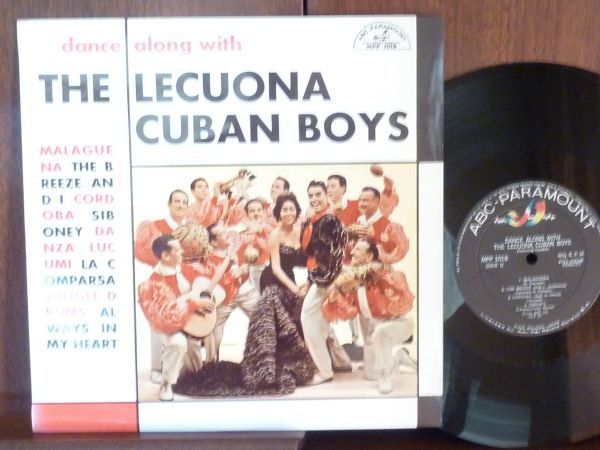 dance along with
ABC-PARAMOUNT
THE LECUONA
CUBAN BOYS
MALAGUE
NA THE B
REEZE AN
D I CORD
OBA SIB
ONEY DA
NZA LUC
UMI LA C
OMPARSA
JUNGLE D
RUMS AL
WAYS IN
MY HEART
ABC-PARAMOUNT
DANCE ALONG WITH
THE LECUONA CUBAN BOYS
MPP 1019